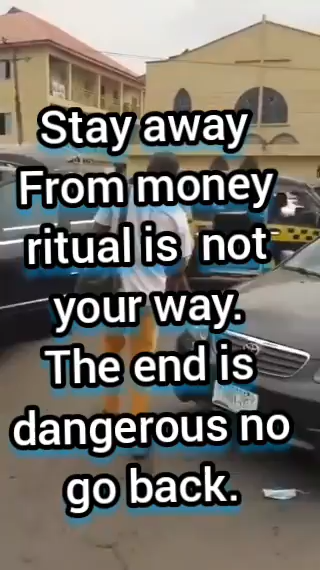 Stay away
From money
ritual is  not
your way.
The end is
dangerous no
go back.